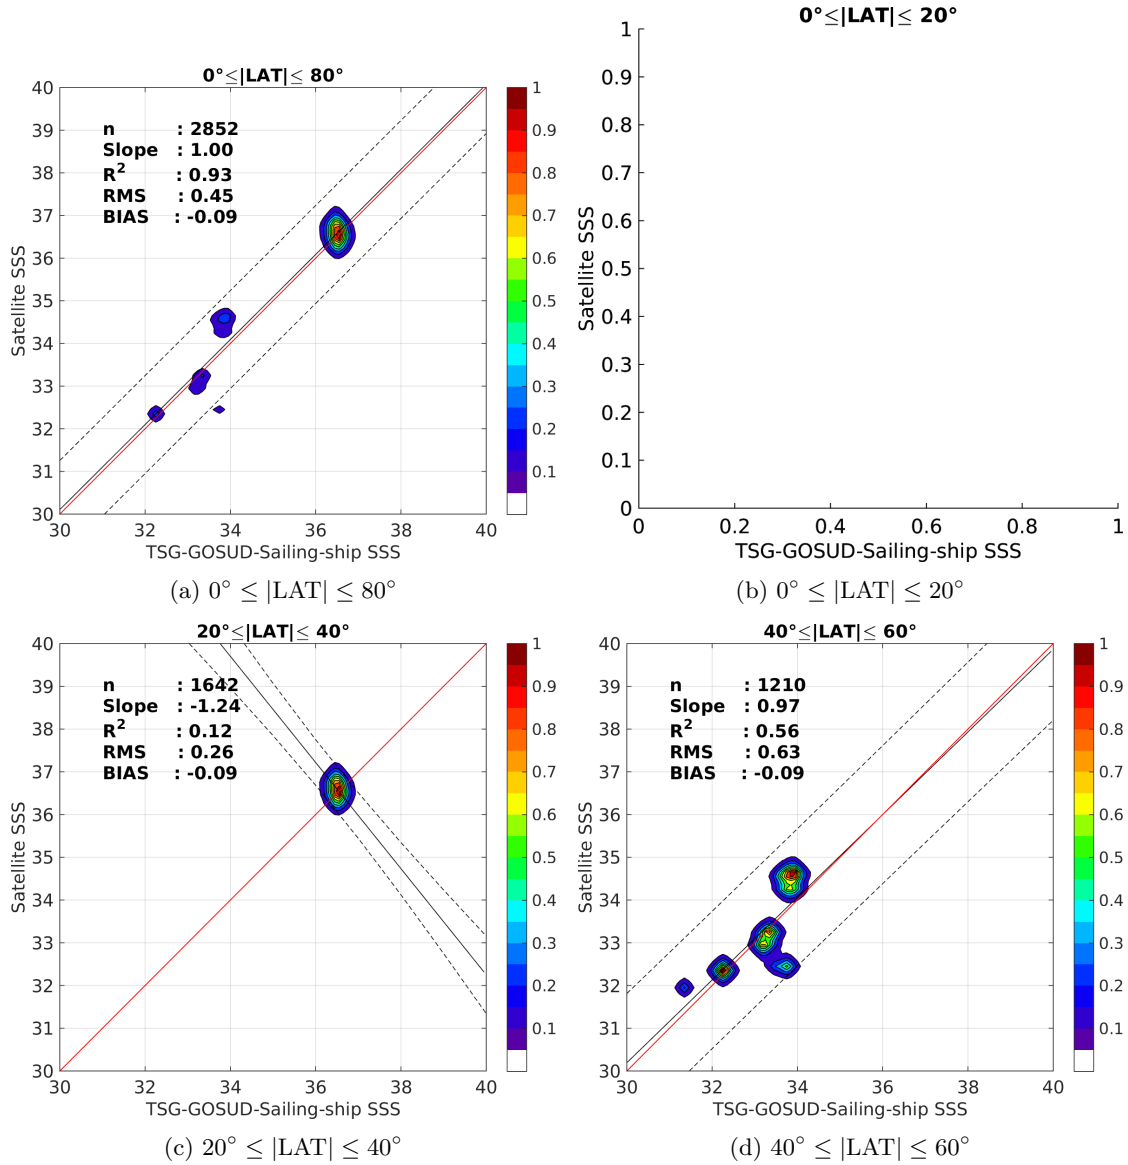 0°≤|LAT|≤ 80°
n : 2852
Slope : 1.00
R² : 0.93
RMS : 0.45
BIAS : -0.09
40
39
38
37
36
35
34
33
32
31
30
30 32 34 36 38 40
Satellite SSS
TSG-GOSUD-Sailing-ship SSS
1
0.9
0.8
0.7
0.6
0.5
0.4
0.3
0.2
0.1
(a) 0° ≤ |LAT| ≤ 80°
0°≤|LAT|≤ 20°
1
0.9
0.8
0.7
0.6
0.5
0.4
0.3
0.2
0.1
0
0 0.2 0.4 0.6 0.8 1
Satellite SSS
TSG-GOSUD-Sailing-ship SSS
(b) 0° ≤ |LAT| ≤ 20°
20°≤|LAT|≤ 40°
n : 1642
Slope : -1.24
R² : 0.12
RMS : 0.26
BIAS : -0.09
40
39
38
37
36
35
34
33
32
31
30
30 32 34 36 38 40
Satellite SSS
TSG-GOSUD-Sailing-ship SSS
1
0.9
0.8
0.7
0.6
0.5
0.4
0.3
0.2
0.1
(c) 20° ≤ |LAT| ≤ 40°
40°≤|LAT|≤ 60°
n : 1210
Slope : 0.97
R² : 0.56
RMS : 0.63
BIAS : -0.09
40
39
38
37
36
35
34
33
32
31
30
30 32 34 36 38 40
Satellite SSS
TSG-GOSUD-Sailing-ship SSS
1
0.9
0.8
0.7
0.6
0.5
0.4
0.3
0.2
0.1
(d) 40° ≤ |LAT| ≤ 60°